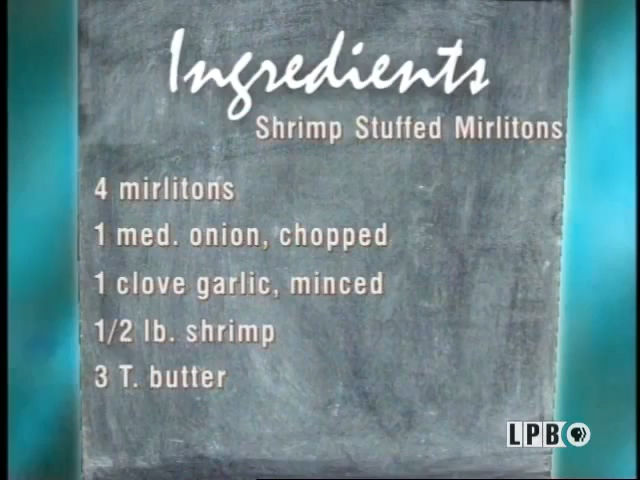 Ingredients
Shrimp Stuffed Mirlitons
4 mirlitons
1 med. onion, chopped
1 clove garlic, minced
1/2 lb. shrimp
3 T. butter
LPB